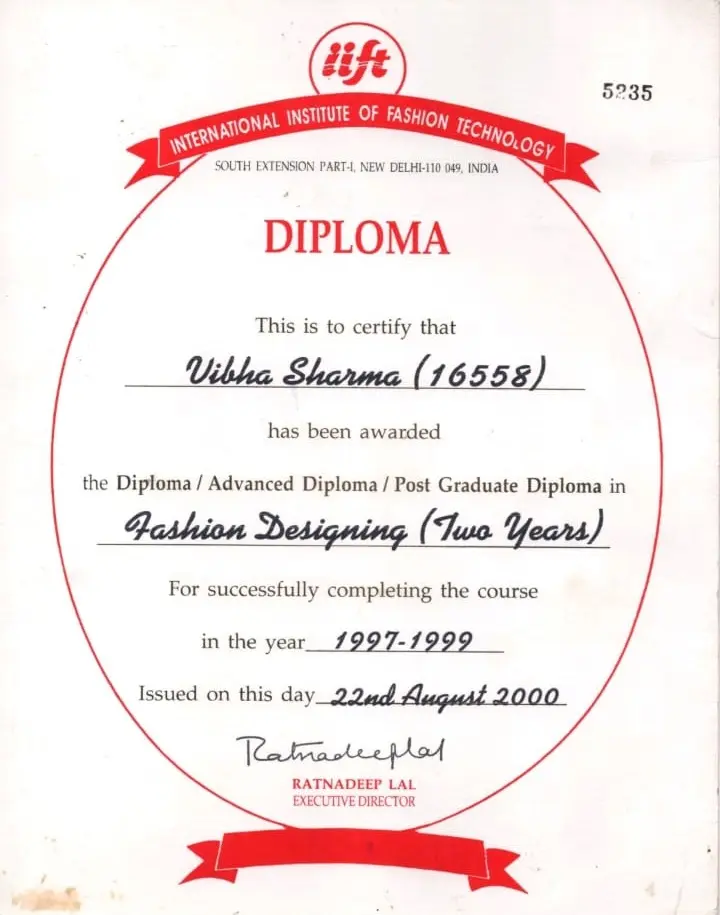 iift
5235
INTERNATIONAL INSTITUTE OF FASHION TECHNOLOGY
SOUTH EXTENSION PART-I, NEW DELHI-110 049, INDIA
DIPLOMA
This is to certify that
Vibha Sharma (16558)
has been awarded
the Diploma / Advanced Diploma / Post Graduate Diploma in
Fashion Designing (Two Years)
For successfully completing the course
in the year 1997-1999
Issued on this day 22nd August 2000
Ratnadeeplal
RATNADEEP LAL
EXECUTIVE DIRECTOR